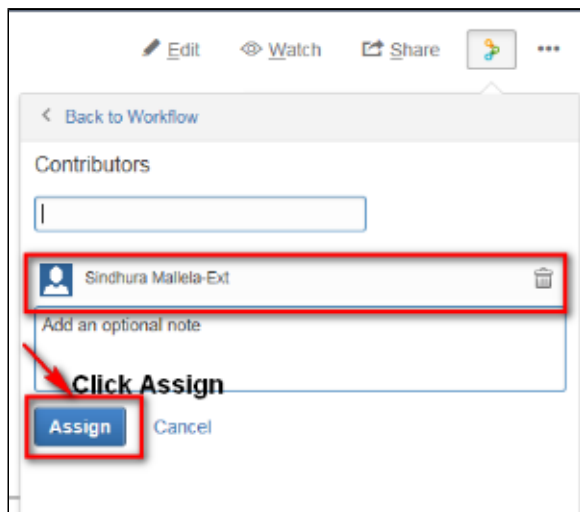 Edit Watch Share
Back to Workflow
Contributors
Sindhura Mallela-Ext
Add an optional note
Click Assign
Assign Cancel